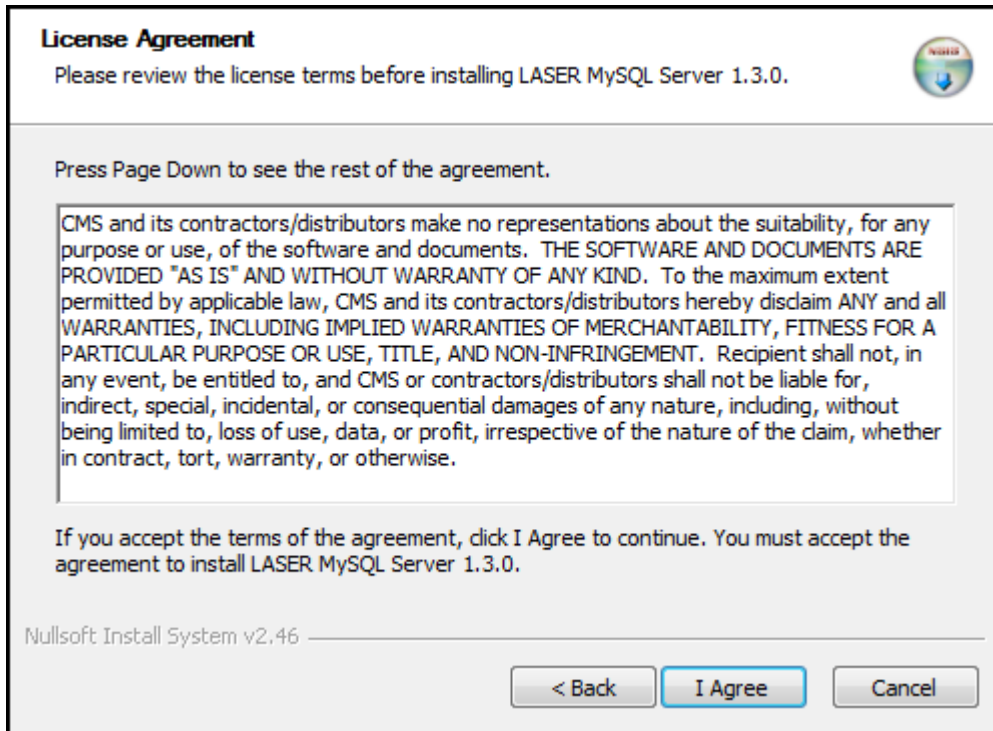 License Agreement
Please review the license terms before installing LASER MySQL Server 1.3.0.
NSIS
Press Page Down to see the rest of the agreement.
CMS and its contractors/distributors make no representations about the suitability, for any
purpose or use, of the software and documents.  THE SOFTWARE AND DOCUMENTS ARE
PROVIDED "AS IS" AND WITHOUT WARRANTY OF ANY KIND.  To the maximum extent
permitted by applicable law, CMS and its contractors/distributors hereby disclaim ANY and all
WARRANTIES, INCLUDING IMPLIED WARRANTIES OF MERCHANTABILITY, FITNESS FOR A
PARTICULAR PURPOSE OR USE, TITLE, AND NON-INFRINGEMENT.  Recipient shall not, in
any event, be entitled to, and CMS or contractors/distributors shall not be liable for,
indirect, special, incidental, or consequential damages of any nature, including, without
being limited to, loss of use, data, or profit, irrespective of the nature of the claim, whether
in contract, tort, warranty, or otherwise.
If you accept the terms of the agreement, click I Agree to continue. You must accept the
agreement to install LASER MySQL Server 1.3.0.
Nullsoft Install System v2.46
< Back
I Agree
Cancel